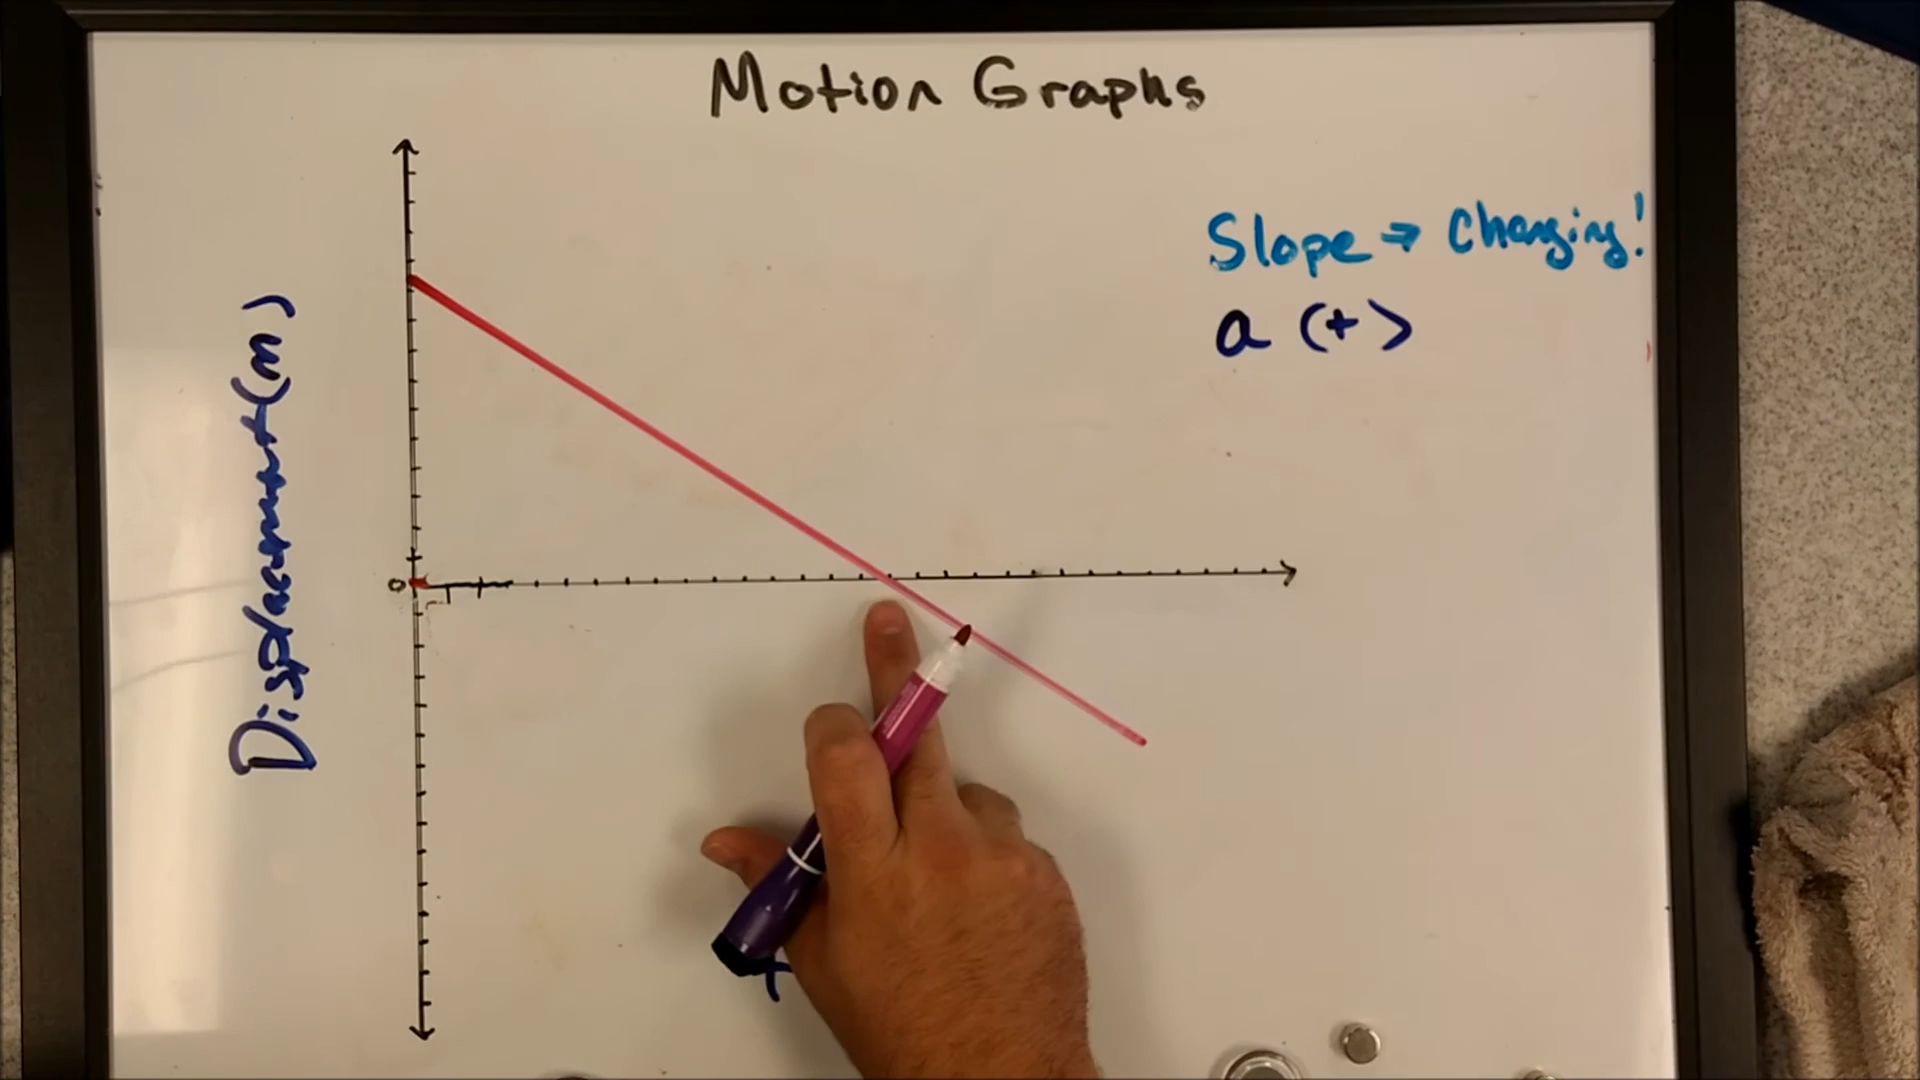 Motion Graphs
Slope → Changing!
a (+)
Displacement (m)
0